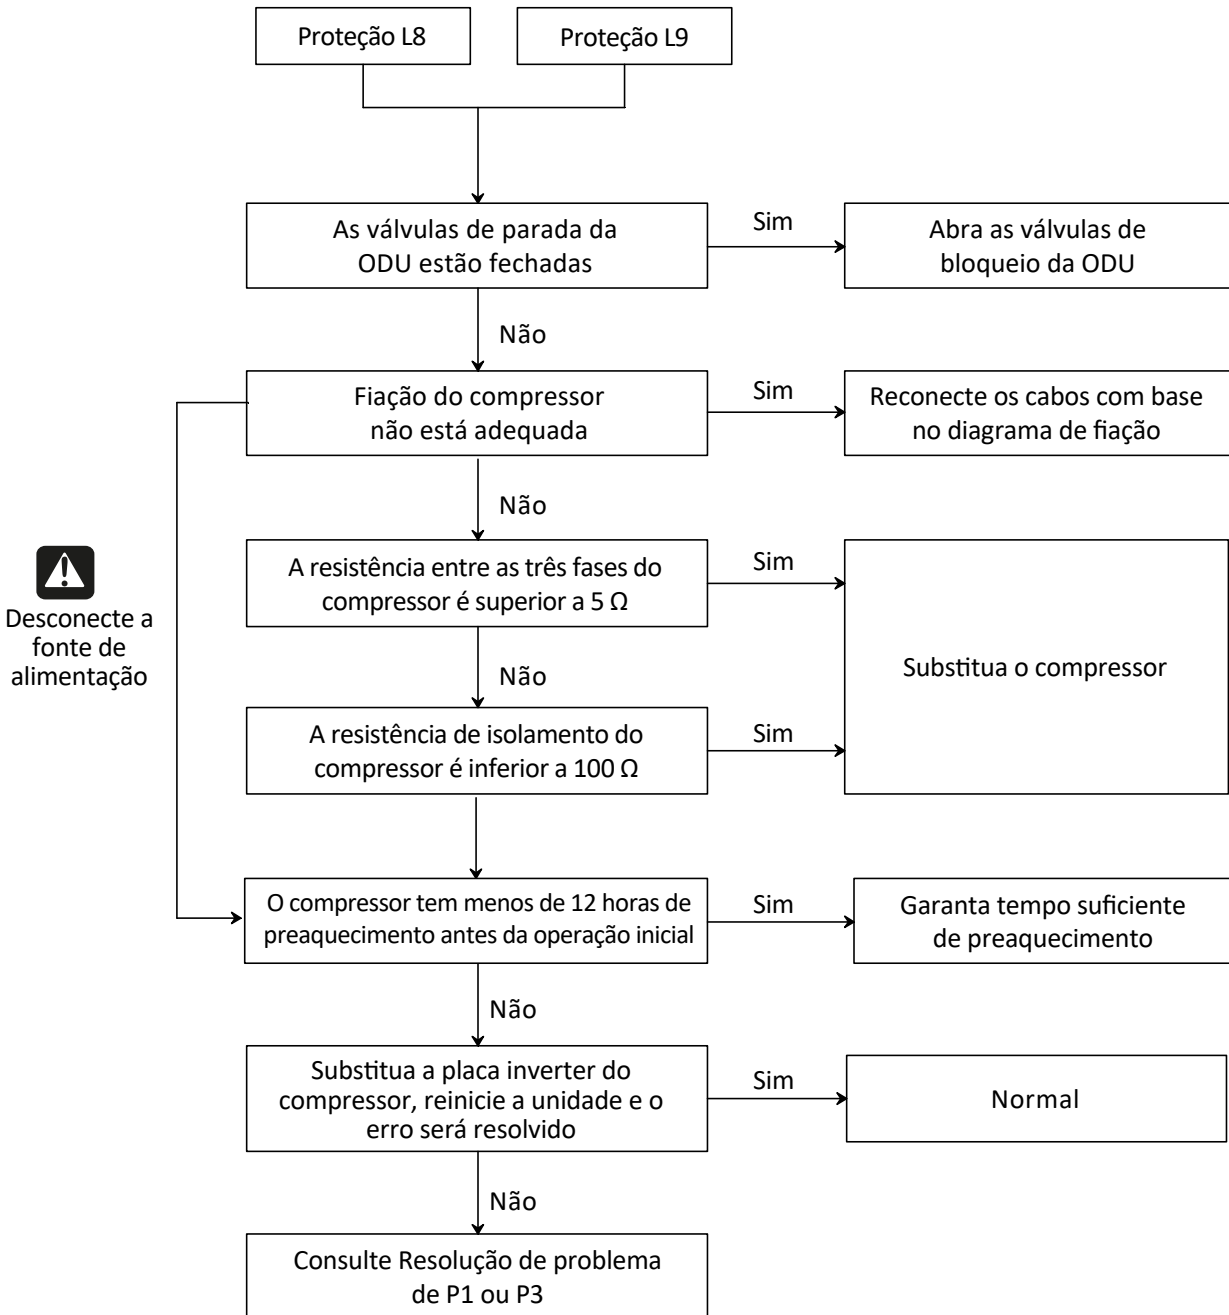 Proteção L8
Proteção L9
As válvulas de parada da
ODU estão fechadas
Sim
Abra as válvulas de
bloqueio da ODU
Não
Fiação do compressor
não está adequada
Sim
Reconecte os cabos com base
no diagrama de fiação
Não
Desconecte a
fonte de
alimentação
A resistência entre as três fases do
compressor é superior a 5 Ω
Sim
Substitua o compressor
Não
A resistência de isolamento do
compressor é inferior a 100 Ω
Sim
O compressor tem menos de 12 horas de
preaquecimento antes da operação inicial
Sim
Garanta tempo suficiente
de preaquecimento
Não
Substitua a placa inverter do
compressor, reinicie a unidade e o
erro será resolvido
Sim
Normal
Não
Consulte Resolução de problema
de P1 ou P3